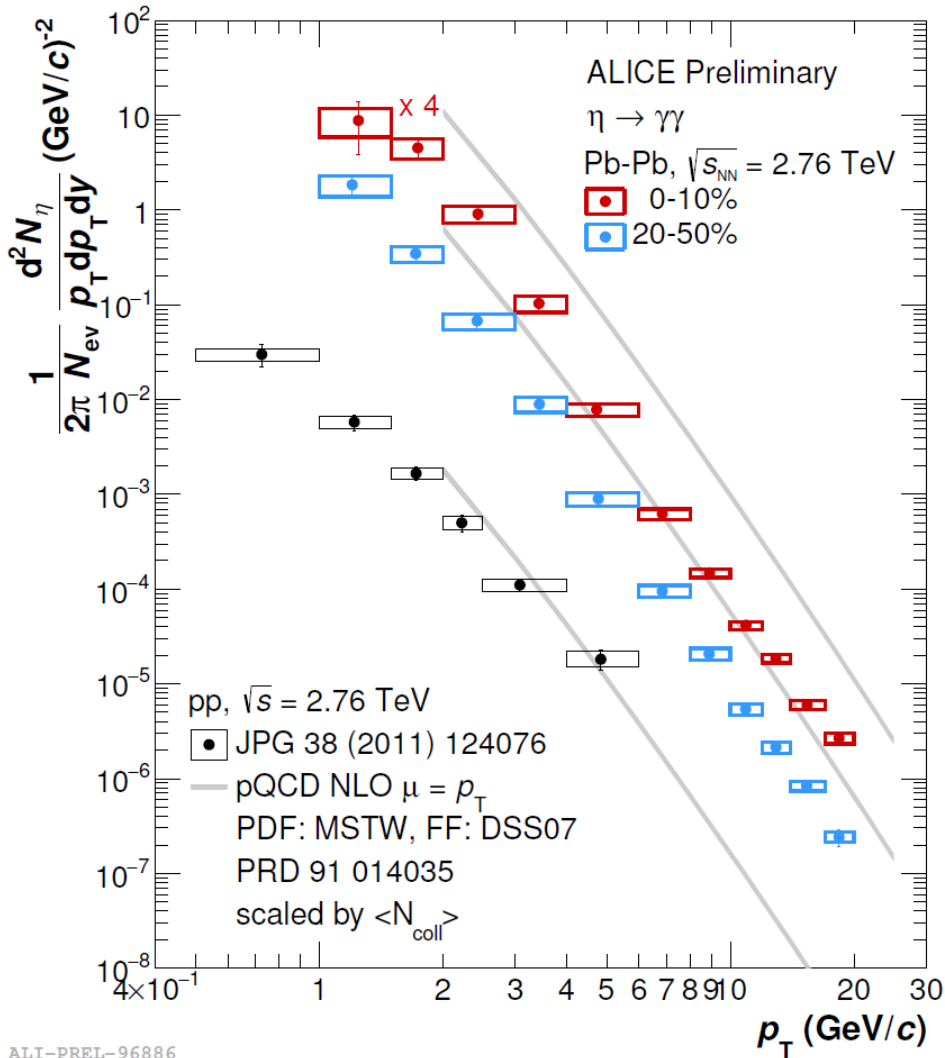 1
2π N_ev
d²N_η
p_T dp_T dy
(GeV/c)⁻²
10²
10
1
10⁻¹
10⁻²
10⁻³
10⁻⁴
10⁻⁵
10⁻⁶
10⁻⁷
10⁻⁸
x 4
ALICE Preliminary
η → γγ
Pb-Pb, √s_NN = 2.76 TeV
0-10%
20-50%
pp, √s = 2.76 TeV
JPG 38 (2011) 124076
pQCD NLO μ = p_T
PDF: MSTW, FF: DSS07
PRD 91 014035
scaled by <N_coll>
4×10⁻¹ 1 2 3 4 5 6 7 8 9 10 20 30
p_T (GeV/c)
ALI-PREL-96886